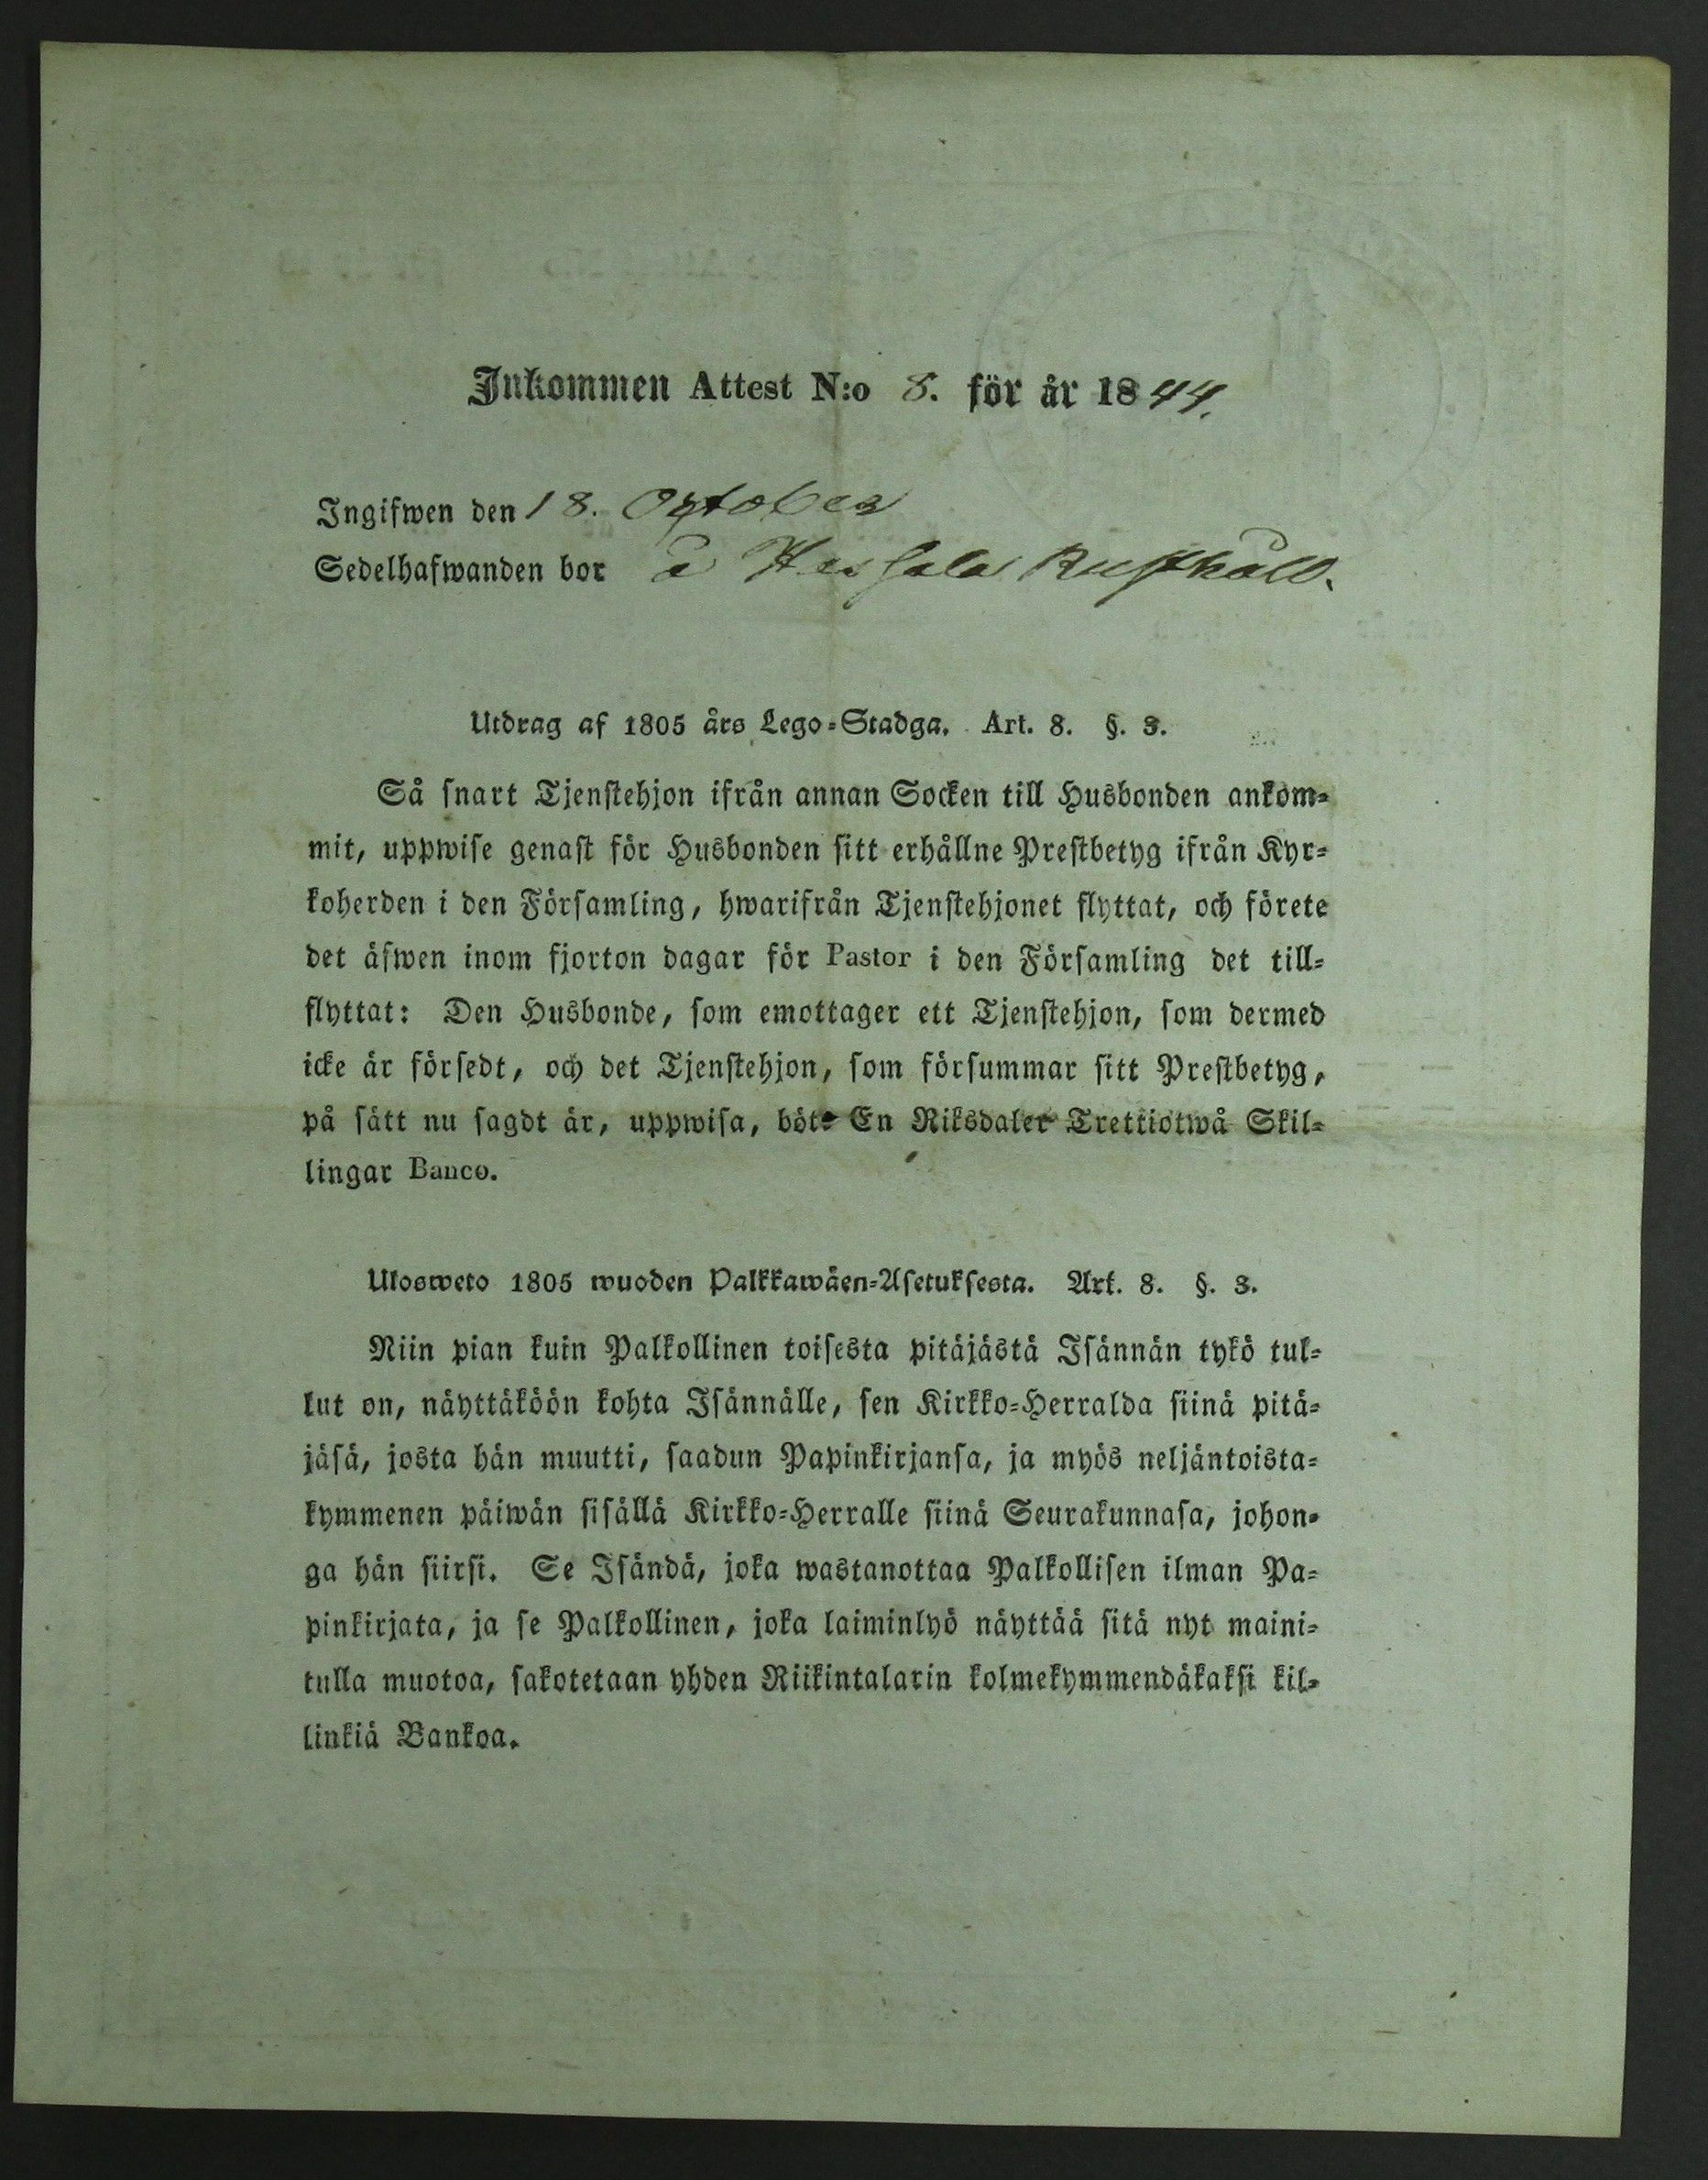 Inkommen Attest N:o 8. för år 1844.
Ingifwen den 18. October
Sedelhafwanden bor å Rusthåll.
Utdrag af 1805 års Lego=Stadga. Art. 8. §. 3.
Så snart Tjenstehjon ifrån annan Socken till Husbonden ankom=
mit, uppwise genast för Husbonden sitt erhållne Prestbetyg ifrån Kyr=
koherden i den Församling, hwarifrån Tjenstehjonet flyttat, och förete
det äfwen inom fjorton dagar för Pastor i den Församling det till=
flyttat: Den Husbonde, som emottager ett Tjenstehjon, som dermed
icke är försedt, och det Tjenstehjon, som försummar sitt Prestbetyg,
på sätt nu sagdt är, uppwisa, böte En Riksdaler Trettiotwå Skil=
lingar Banco.
Ulosweto 1805 wuoden Palkkawäen=Asetuksesta. Art. 8. §. 3.
Niin pian kuin Palkollinen toisesta pitäjästä Isännän tykö tul=
lut on, näyttäköön kohta Isännälle, sen Kirkko=Herralda siinä pitä=
jäsä, josta hän muutti, saadun Papinkirjansa, ja myös neljäntoista=
kymmenen päiwän sisällä Kirkko=Herralle siinä Seurakunnasa, johon=
ga hän siirsi. Se Isändä, joka wastanottaa Palkollisen ilman Pa=
pinkirjata, ja se Palkollinen, joka laiminlyö näyttää sitä nyt maini=
tulla muotoa, sakotetaan yhden Riikintalarin kolmekymmendäkaksi kil=
linkiä Bankoa.